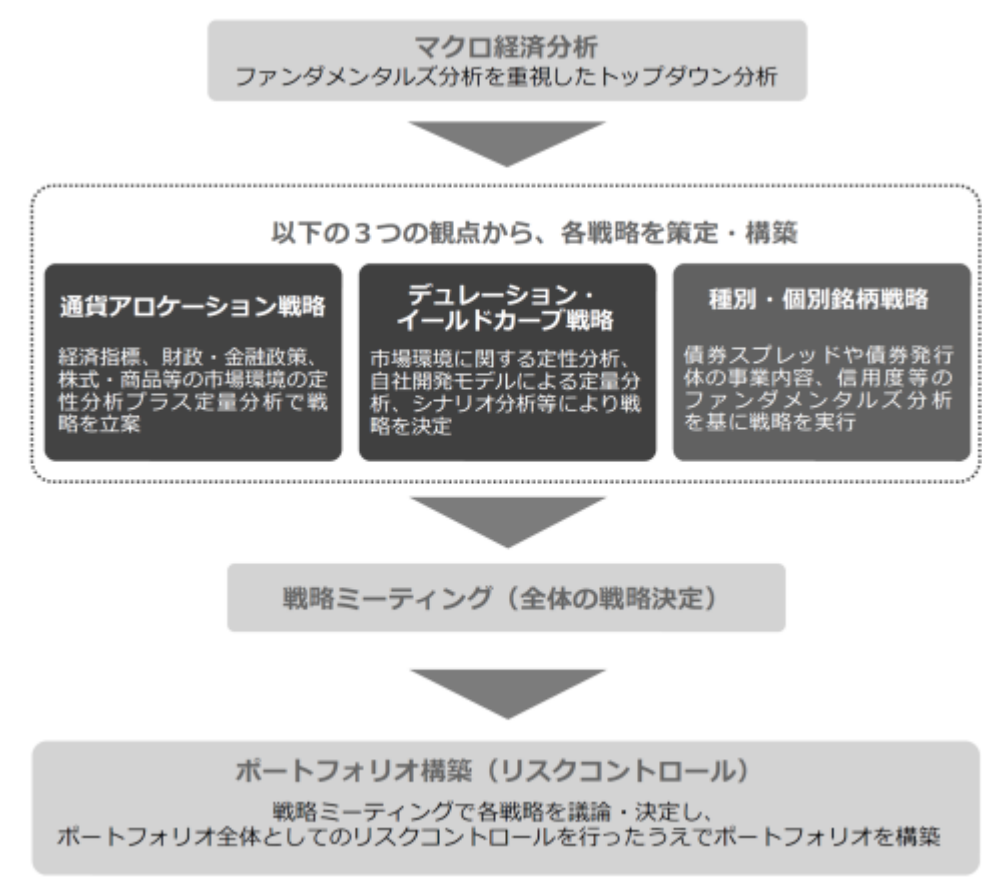 マクロ経済分析
ファンダメンタルズ分析を重視したトップダウン分析
以下の３つの観点から、各戦略を策定・構築
通貨アロケーション戦略
経済指標、財政・金融政策、
株式・商品等の市場環境の定
性分析プラス定量分析で戦
略を立案
デュレーション・
イールドカーブ戦略
市場環境に関する定性分析、
自社開発モデルによる定量分
析、シナリオ分析等により戦
略を決定
種別・個別銘柄戦略
債券スプレッドや債券発行
体の事業内容、信用度等の
ファンダメンタルズ分析
を基に戦略を実行
戦略ミーティング（全体の戦略決定）
ポートフォリオ構築（リスクコントロール）
戦略ミーティングで各戦略を議論・決定し、
ポートフォリオ全体としてのリスクコントロールを行ったうえでポートフォリオを構築